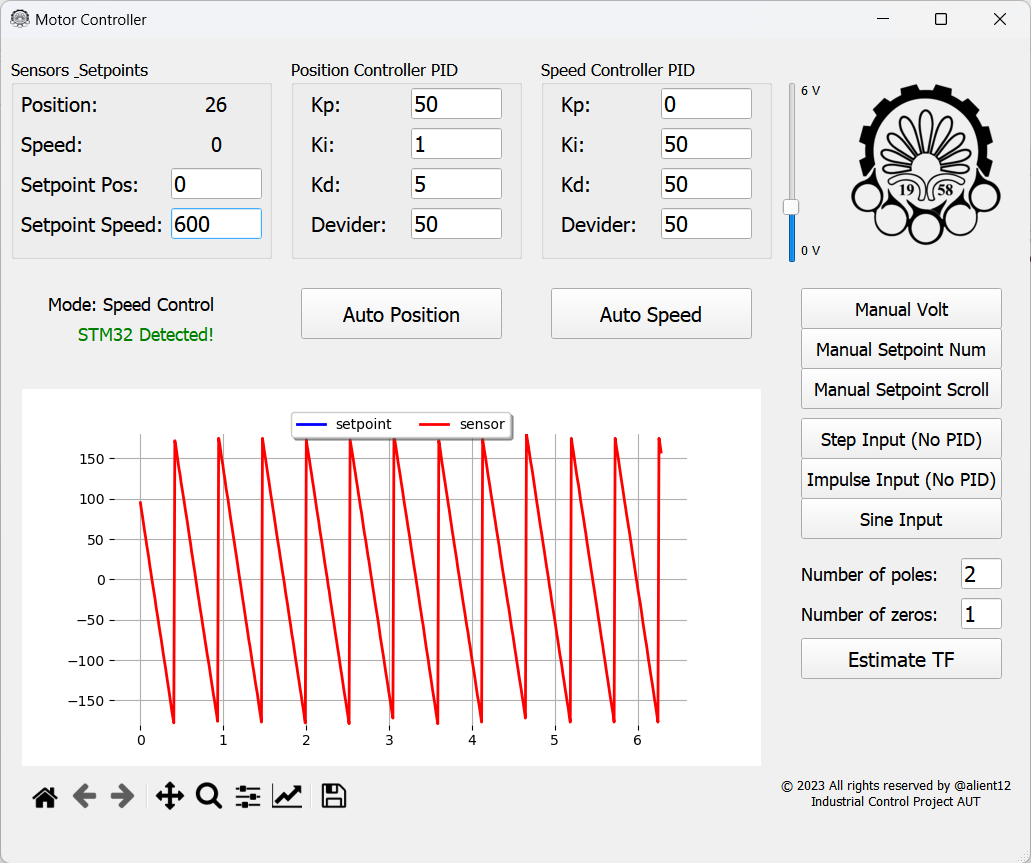 Motor Controller
Sensors _Setpoints
Position: 26
Speed: 0
Setpoint Pos: 0
Setpoint Speed: 600
Position Controller PID
Kp: 50
Ki: 1
Kd: 5
Devider: 50
Speed Controller PID
Kp: 0
Ki: 50
Kd: 50
Devider: 50
6 V
0 V
19 58
Mode: Speed Control
STM32 Detected!
Auto Position
Auto Speed
Manual Volt
Manual Setpoint Num
Manual Setpoint Scroll
Step Input (No PID)
Impulse Input (No PID)
Sine Input
Number of poles: 2
Number of zeros: 1
Estimate TF
setpoint sensor
150
100
50
0
−50
−100
−150
0 1 2 3 4 5 6
© 2023 All rights reserved by @alient12
Industrial Control Project AUT